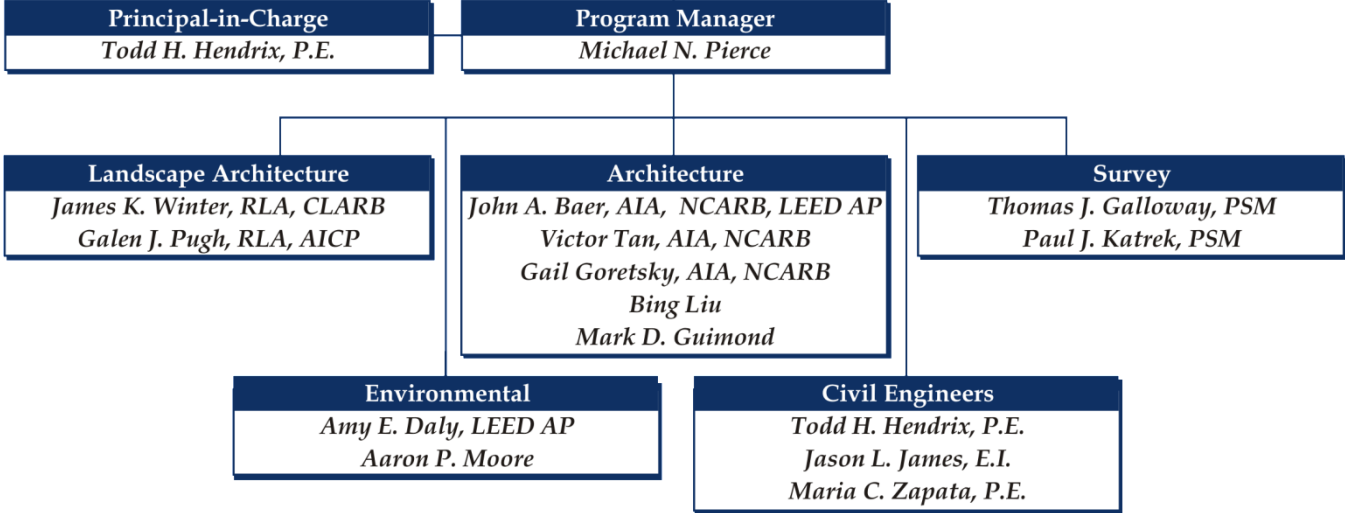 Principal-in-Charge
Todd H. Hendrix, P.E.
Program Manager
Michael N. Pierce
Landscape Architecture
James K. Winter, RLA, CLARB
Galen J. Pugh, RLA, AICP
Architecture
John A. Baer, AIA, NCARB, LEED AP
Victor Tan, AIA, NCARB
Gail Goretsky, AIA, NCARB
Bing Liu
Mark D. Guimond
Survey
Thomas J. Galloway, PSM
Paul J. Katrek, PSM
Environmental
Amy E. Daly, LEED AP
Aaron P. Moore
Civil Engineers
Todd H. Hendrix, P.E.
Jason L. James, E.I.
Maria C. Zapata, P.E.